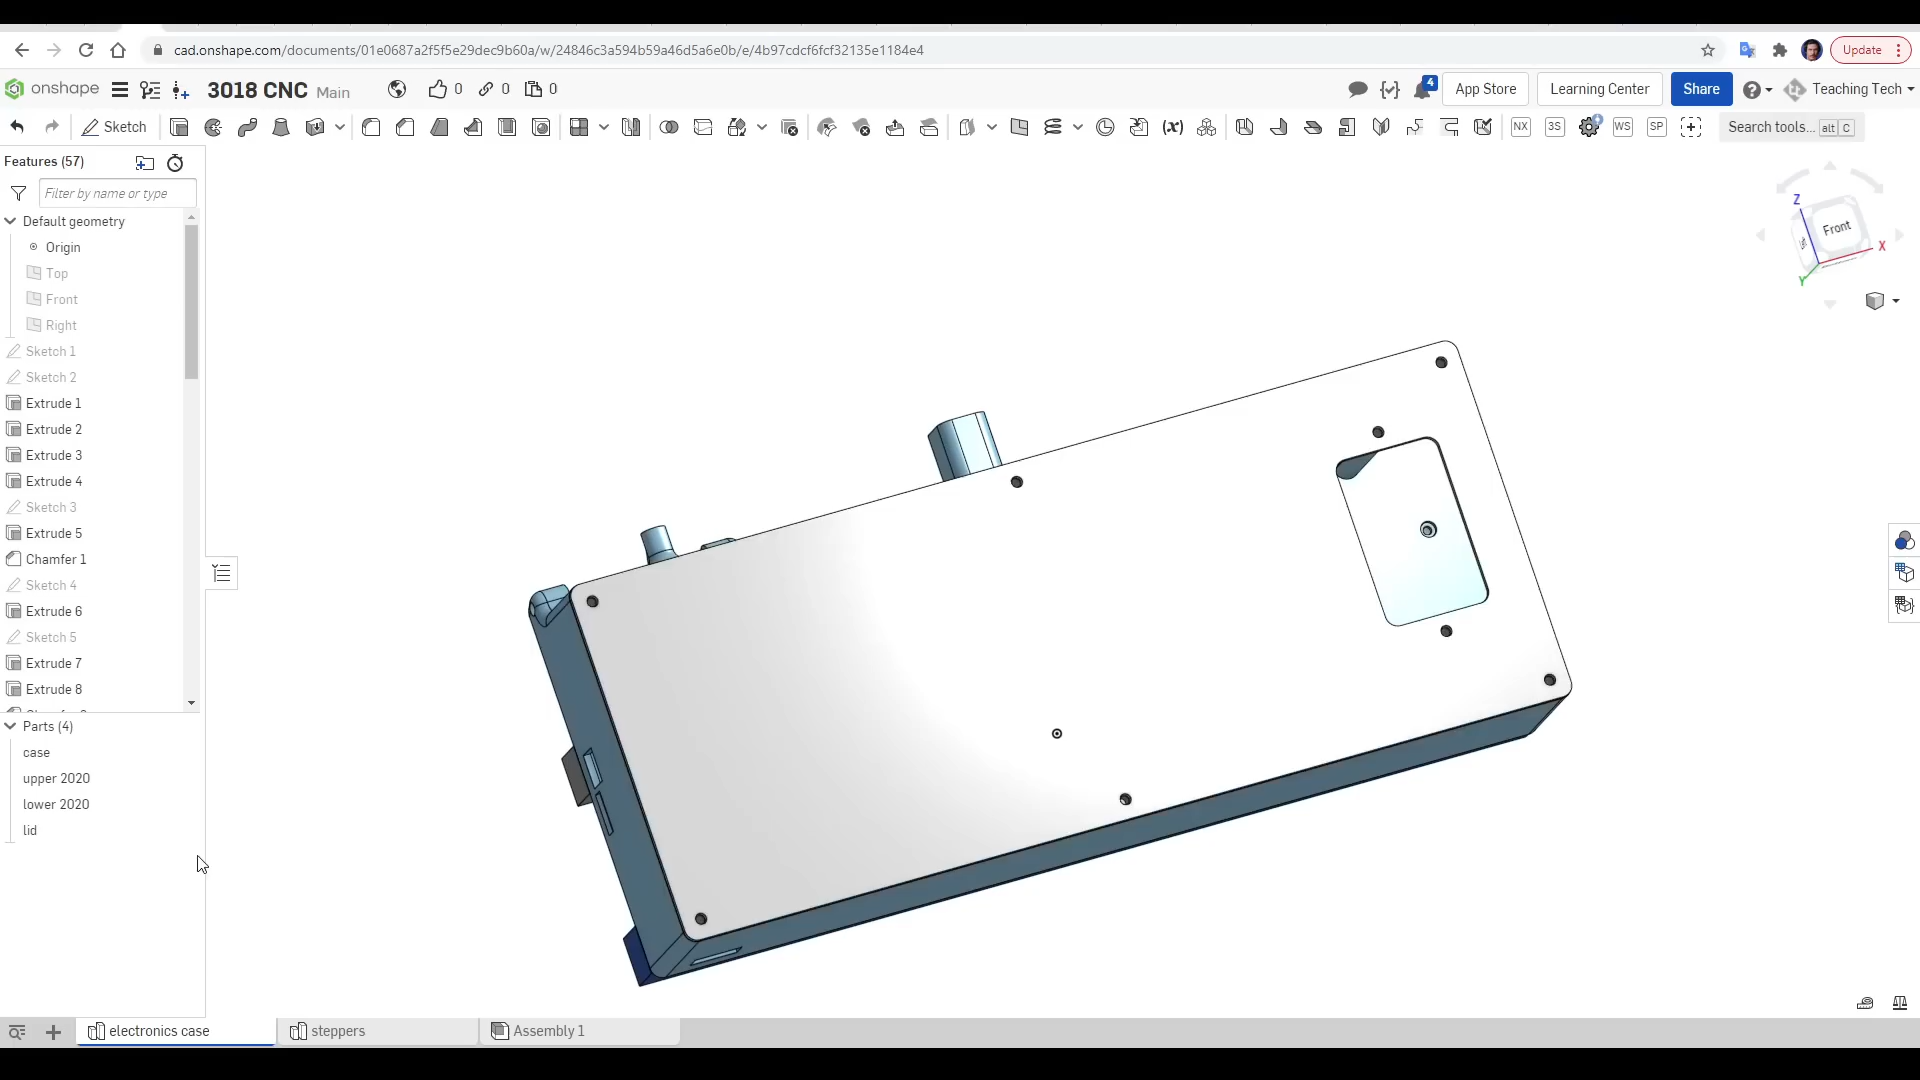 cad.onshape.com/documents/01e0687a2f5f5e29dec9b60a/w/24846c3a594b59a46d5a6e0b/e/4b97cdcf6fcf32135e1184e4
Update
onshape 3018 CNC Main 0 0 0 4 App Store Learning Center Share Teaching Tech
Sketch (x) NX 3S WS SP Search tools... alt C
Features (57)
Filter by name or type
Default geometry
Origin
Top
Front
Right
Sketch 1
Sketch 2
Extrude 1
Extrude 2
Extrude 3
Extrude 4
Sketch 3
Extrude 5
Chamfer 1
Sketch 4
Extrude 6
Sketch 5
Extrude 7
Extrude 8
Parts (4)
case
upper 2020
lower 2020
lid
Z
Front
X
Y
electronics case steppers Assembly 1